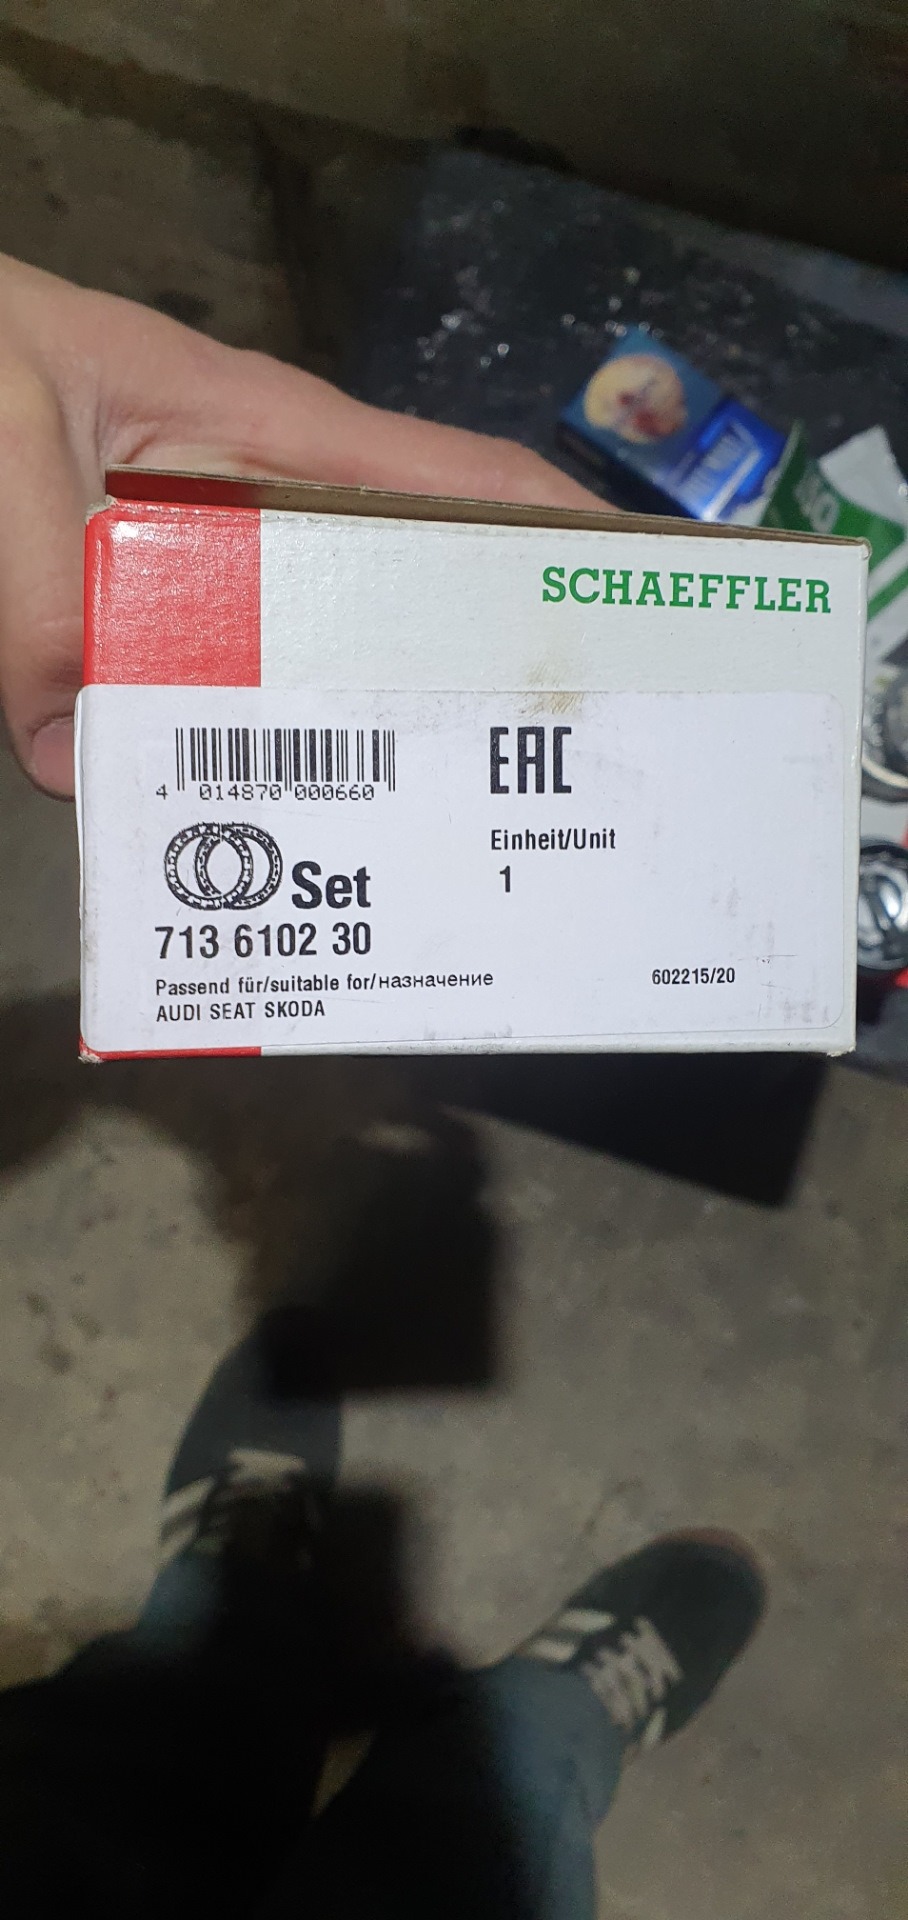 SCHAEFFLER
4 014870 000660
EAC
Einheit/Unit
1
Set
713 6102 30
Passend für/suitable for/назначение
AUDI SEAT SKODA
602215/20